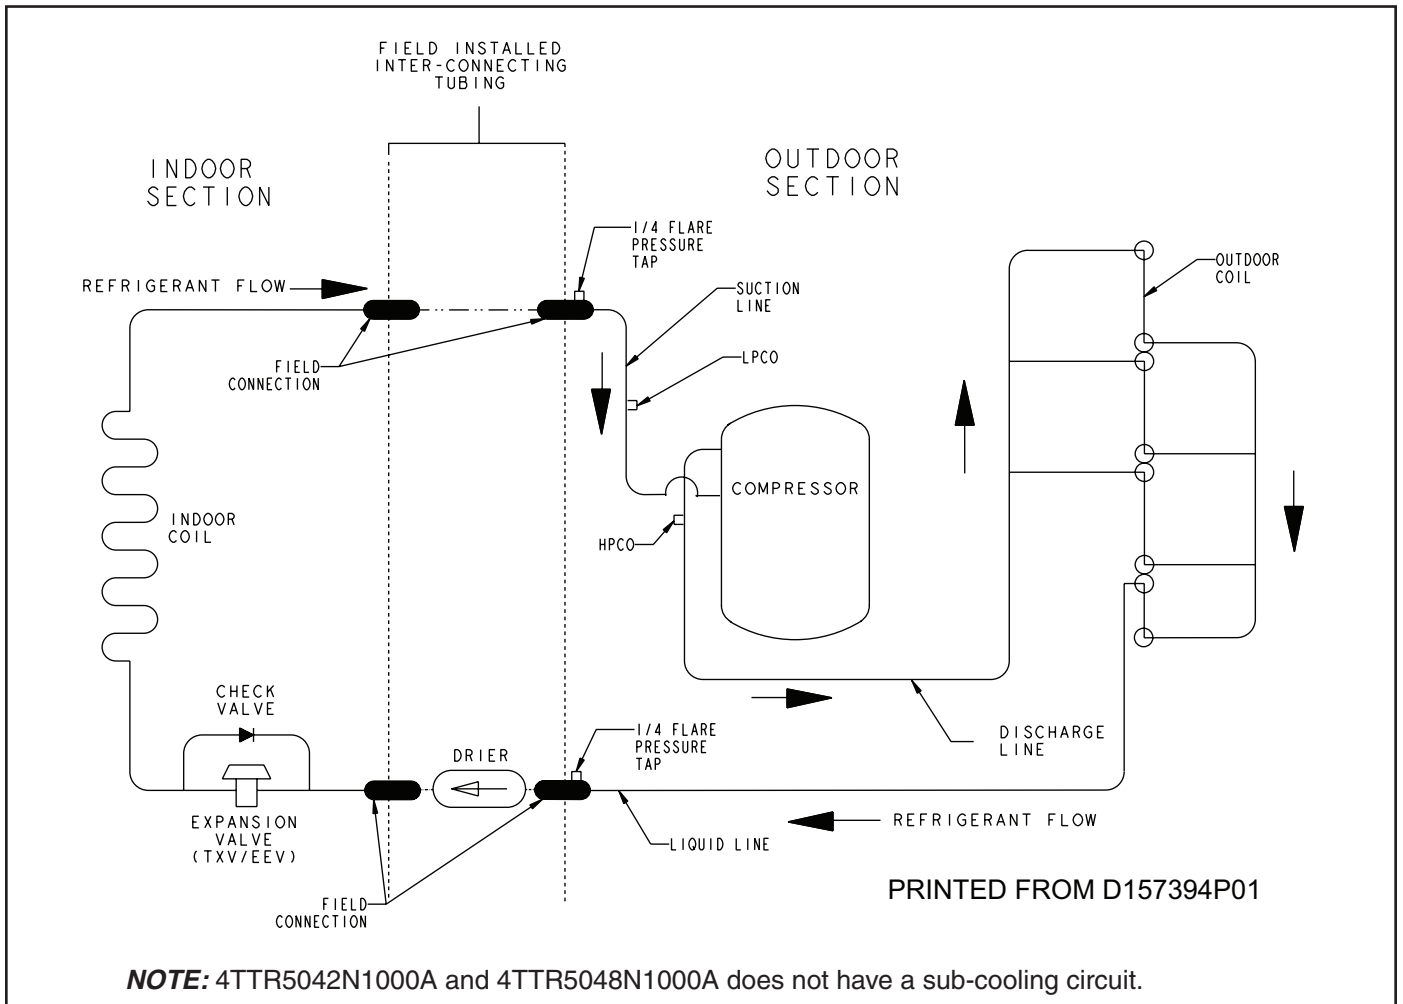 FIELD INSTALLED
INTER-CONNECTING
TUBING
INDOOR
SECTION
OUTDOOR
SECTION
1/4 FLARE
PRESSURE
TAP
REFRIGERANT FLOW
OUTDOOR
COIL
SUCTION
LINE
FIELD
CONNECTION
LPCO
COMPRESSOR
INDOOR
COIL
HPCO
CHECK
VALVE
DRIER
1/4 FLARE
PRESSURE
TAP
DISCHARGE
LINE
EXPANSION
VALVE
(TXV/EEV)
REFRIGERANT FLOW
LIQUID LINE
FIELD
CONNECTION
PRINTED FROM D157394P01
NOTE: 4TTR5042N1000A and 4TTR5048N1000A does not have a sub-cooling circuit.